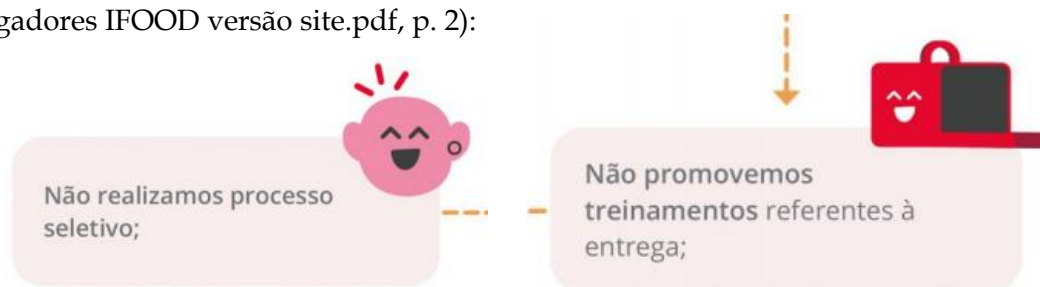 gadores IFOOD versão site.pdf, p. 2):
Não realizamos processo
seletivo;
Não promovemos
treinamentos referentes à
entrega;